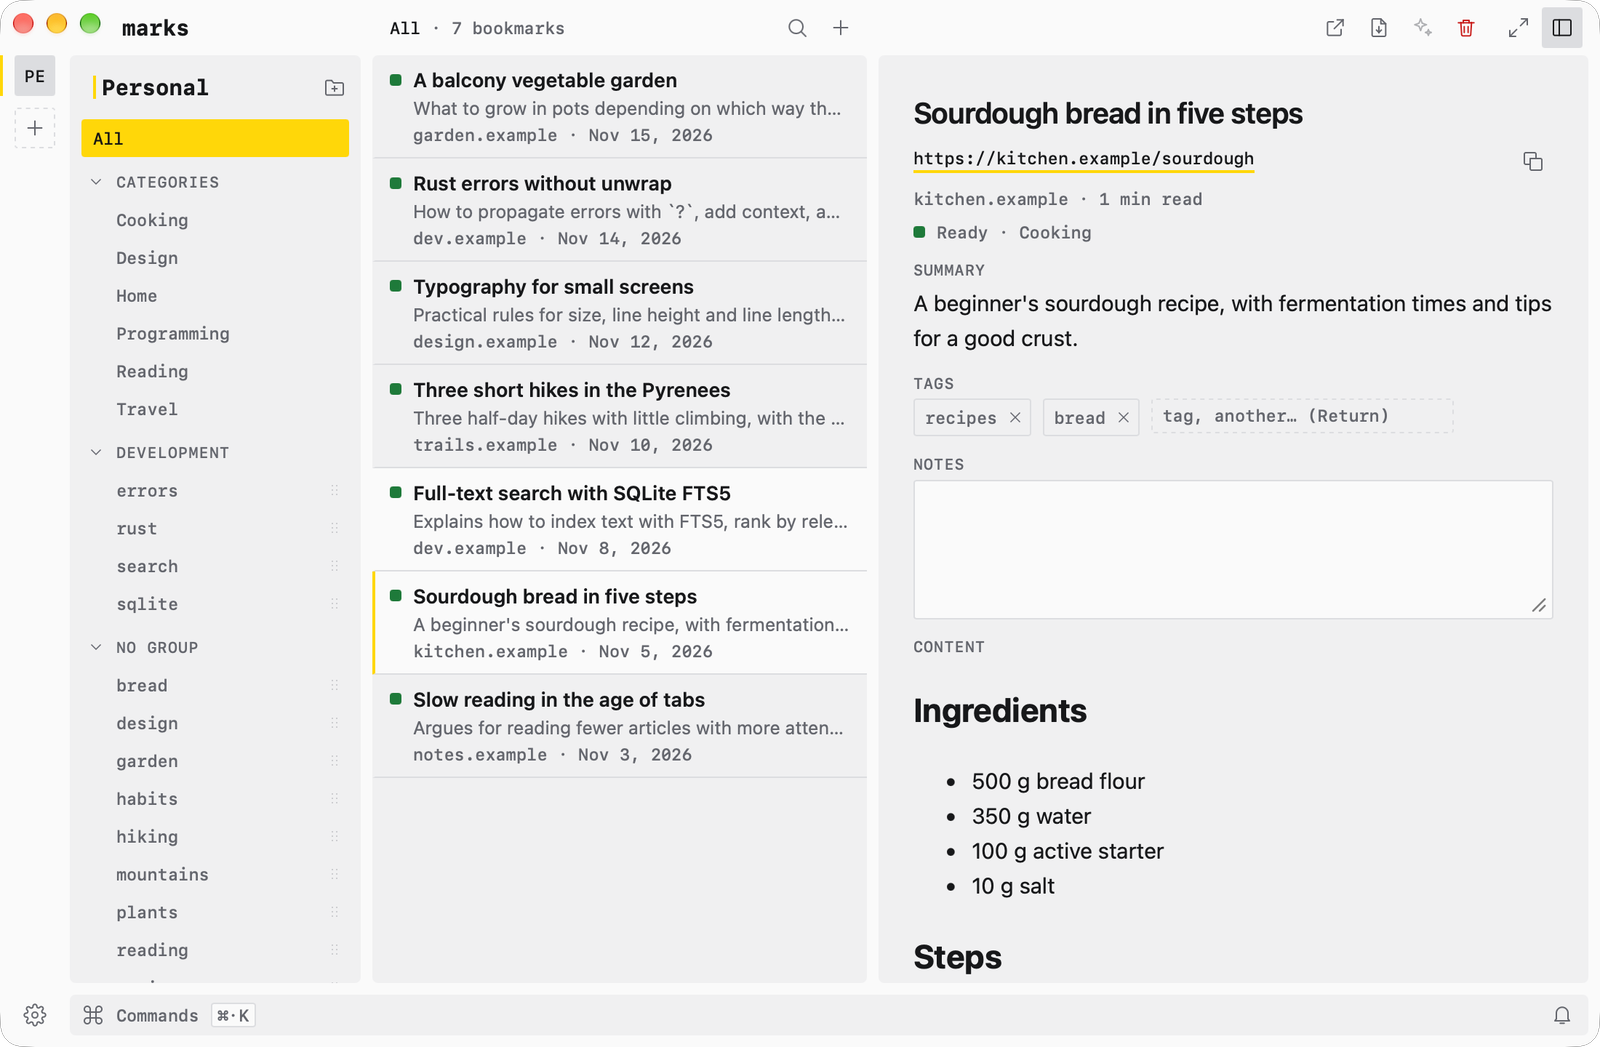 marks
All · 7 bookmarks
PE
Personal
All
CATEGORIES
Cooking
Design
Home
Programming
Reading
Travel
DEVELOPMENT
errors
rust
search
sqlite
NO GROUP
bread
design
garden
habits
hiking
mountains
plants
reading
A balcony vegetable garden
What to grow in pots depending on which way th…
garden.example · Nov 15, 2026
Rust errors without unwrap
How to propagate errors with `?`, add context, a…
dev.example · Nov 14, 2026
Typography for small screens
Practical rules for size, line height and line length…
design.example · Nov 12, 2026
Three short hikes in the Pyrenees
Three half-day hikes with little climbing, with the …
trails.example · Nov 10, 2026
Full-text search with SQLite FTS5
Explains how to index text with FTS5, rank by rele…
dev.example · Nov 8, 2026
Sourdough bread in five steps
A beginner's sourdough recipe, with fermentation…
kitchen.example · Nov 5, 2026
Slow reading in the age of tabs
Argues for reading fewer articles with more atten…
notes.example · Nov 3, 2026
Sourdough bread in five steps
https://kitchen.example/sourdough
kitchen.example · 1 min read
Ready · Cooking
SUMMARY
A beginner's sourdough recipe, with fermentation times and tips
for a good crust.
TAGS
recipes × bread × tag, another… (Return)
NOTES
CONTENT
Ingredients
• 500 g bread flour
• 350 g water
• 100 g active starter
• 10 g salt
Steps
⌘ Commands ⌘·K